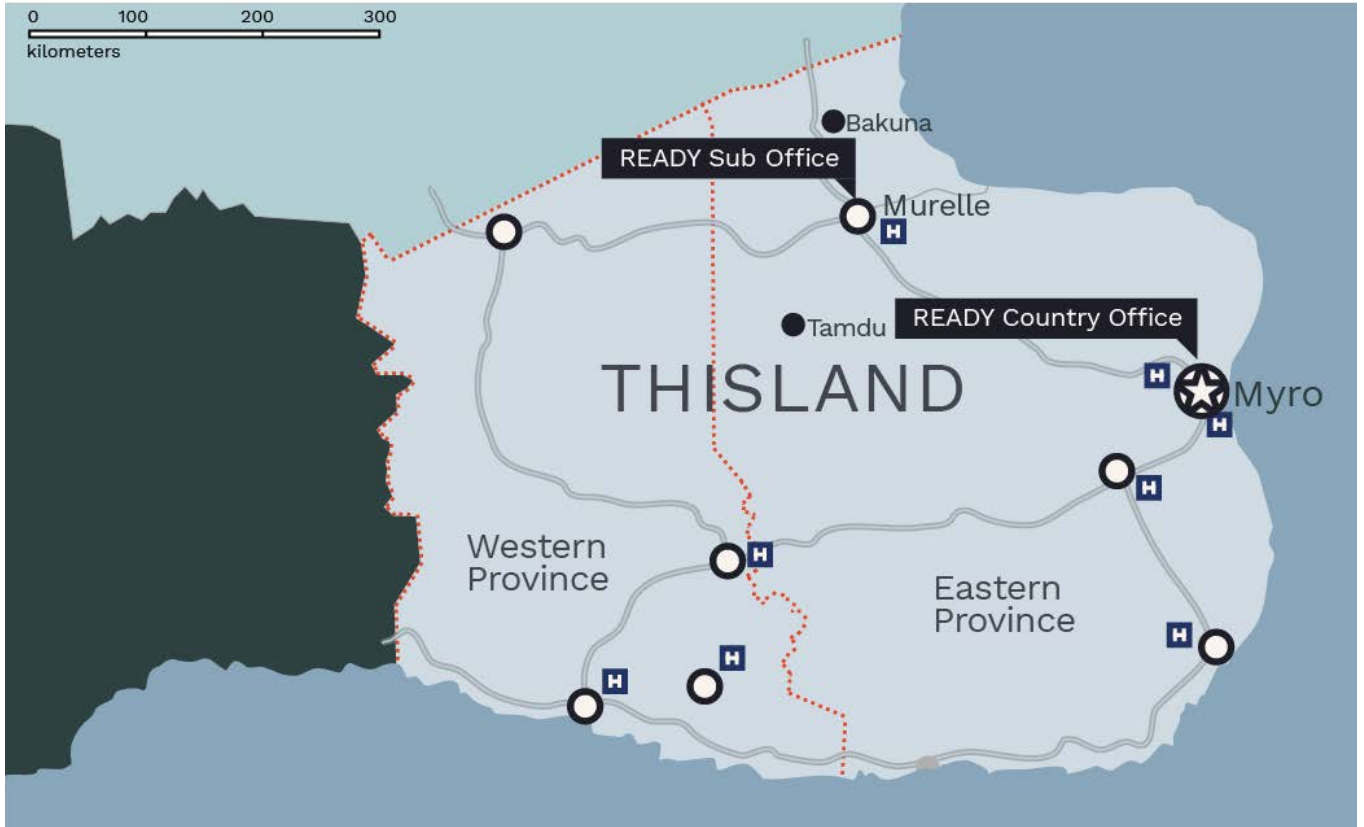 0 100 200 300
kilometers
Bakuna
READY Sub Office
Murelle
H
READY Country Office
Tamdu
THISLAND
H
Myro
H
H
Western
Province
H
Eastern
Province
H
H
H